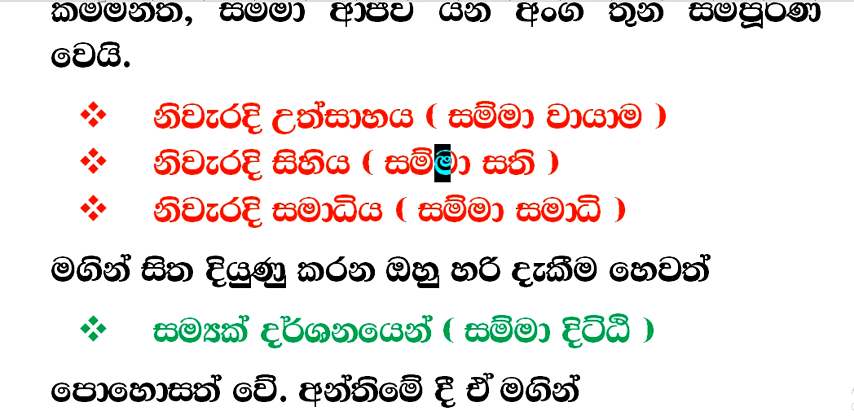 කම්මන්ත, සම්මා ආජීව යන අංග තුන සම්පූර්ණ
වෙයි.
❖ නිවැරදි උත්සාහය ( සම්මා වායාම )
❖ නිවැරදි සිහිය ( සම්මා සති )
❖ නිවැරදි සමාධිය ( සම්මා සමාධි )
මගින් සිත දියුණු කරන ඔහු හරි දැකීම හෙවත්
❖ සම්‍යක් දර්ශනයෙන් ( සම්මා දිට්ඨි )
පොහොසත් වේ. අන්තිමේ දී ඒ මගින්